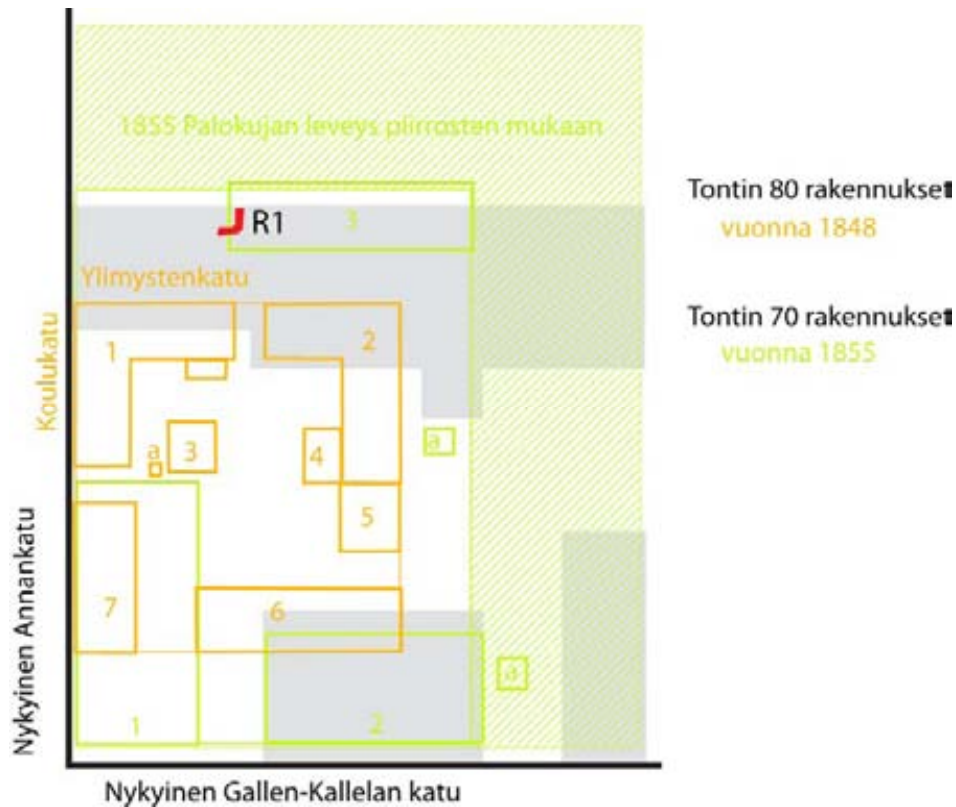 1855 Palokujan leveys piirrosten mukaan
3
R1
Ylimystenkatu
1
2
Koulukatu
a
3
4
a
5
7
6
a
1
2
Nykyinen Annankatu
Nykyinen Gallen-Kallelan katu
Tontin 80 rakennukset
vuonna 1848
Tontin 70 rakennukset
vuonna 1855